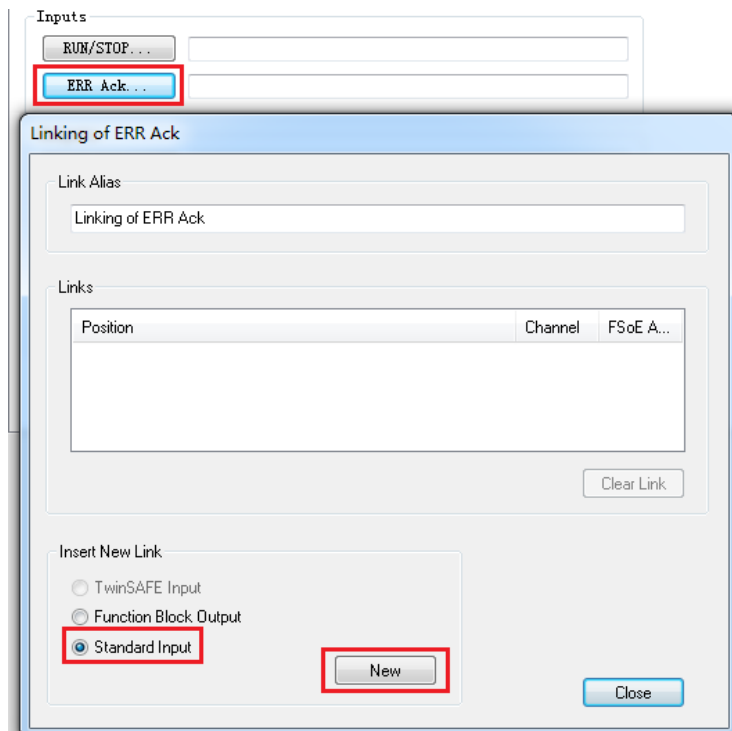 Inputs
RUN/STOP...
ERR Ack...
Linking of ERR Ack
Link Alias
Linking of ERR Ack
Links
Position Channel FSoE A...
Clear Link
Insert New Link
TwinSAFE Input
Function Block Output
Standard Input
New
Close